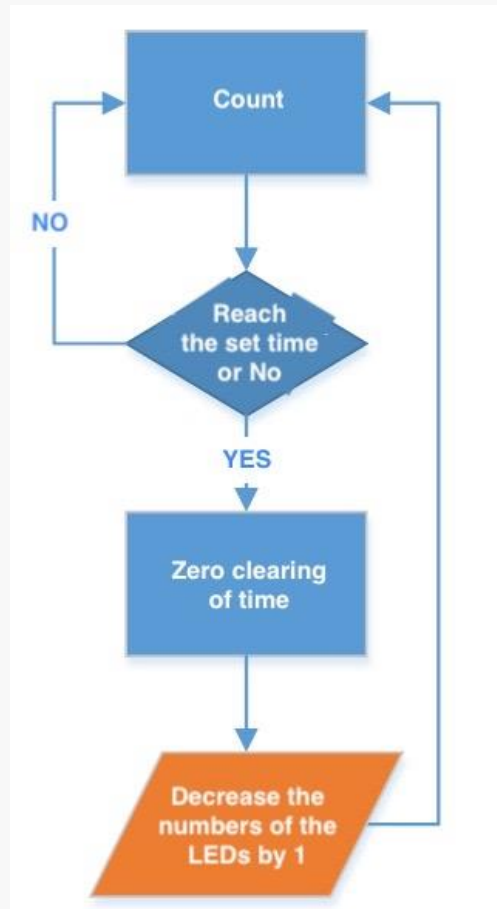 Count
NO
Reach
the set time
or No
YES
Zero clearing
of time
Decrease the
numbers of the
LEDs by 1